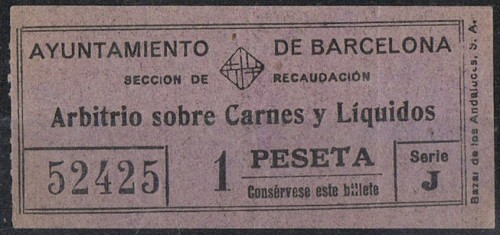 AYUNTAMIENTO DE BARCELONA
SECCION DE RECAUDACIÓN
Arbitrio sobre Carnes y Líquidos
52425
1 PESETA
Consérvese este billete
Serie
J
Bazar de los Andaluces, S. A.